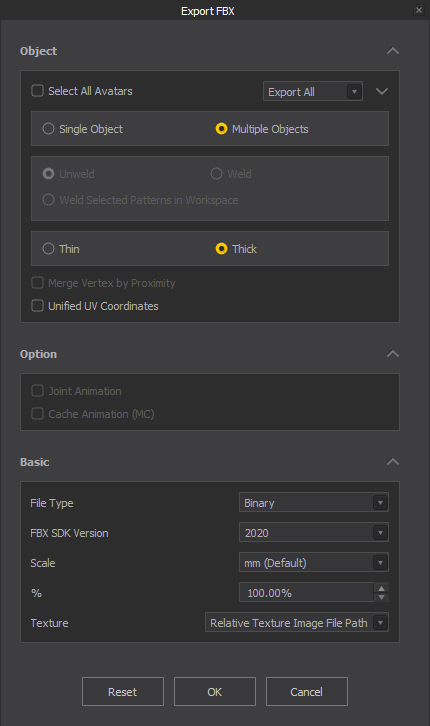 Export FBX
Object
Select All Avatars
Export All
Single Object
Multiple Objects
Unweld
Weld
Weld Selected Patterns in Workspace
Thin
Thick
Merge Vertex by Proximity
Unified UV Coordinates
Option
Joint Animation
Cache Animation (MC)
Basic
File Type
Binary
FBX SDK Version
2020
Scale
mm (Default)
%
100.00%
Texture
Relative Texture Image File Path
Reset
OK
Cancel